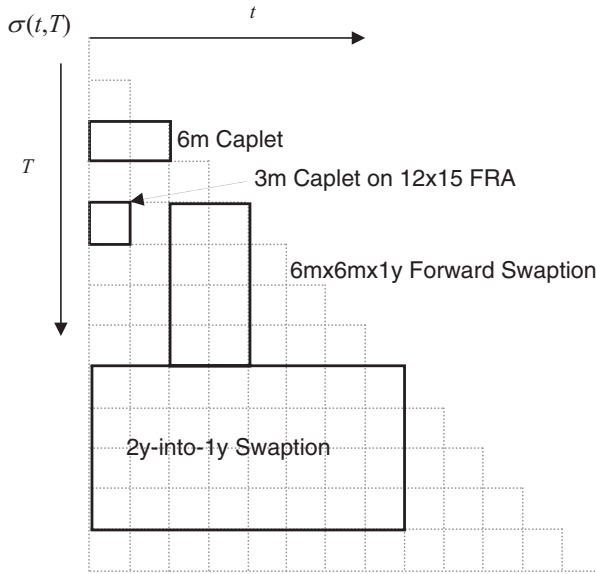 σ(t,T)
t
6m Caplet
T
3m Caplet on 12x15 FRA
6mx6mx1y Forward Swaption
2y-into-1y Swaption